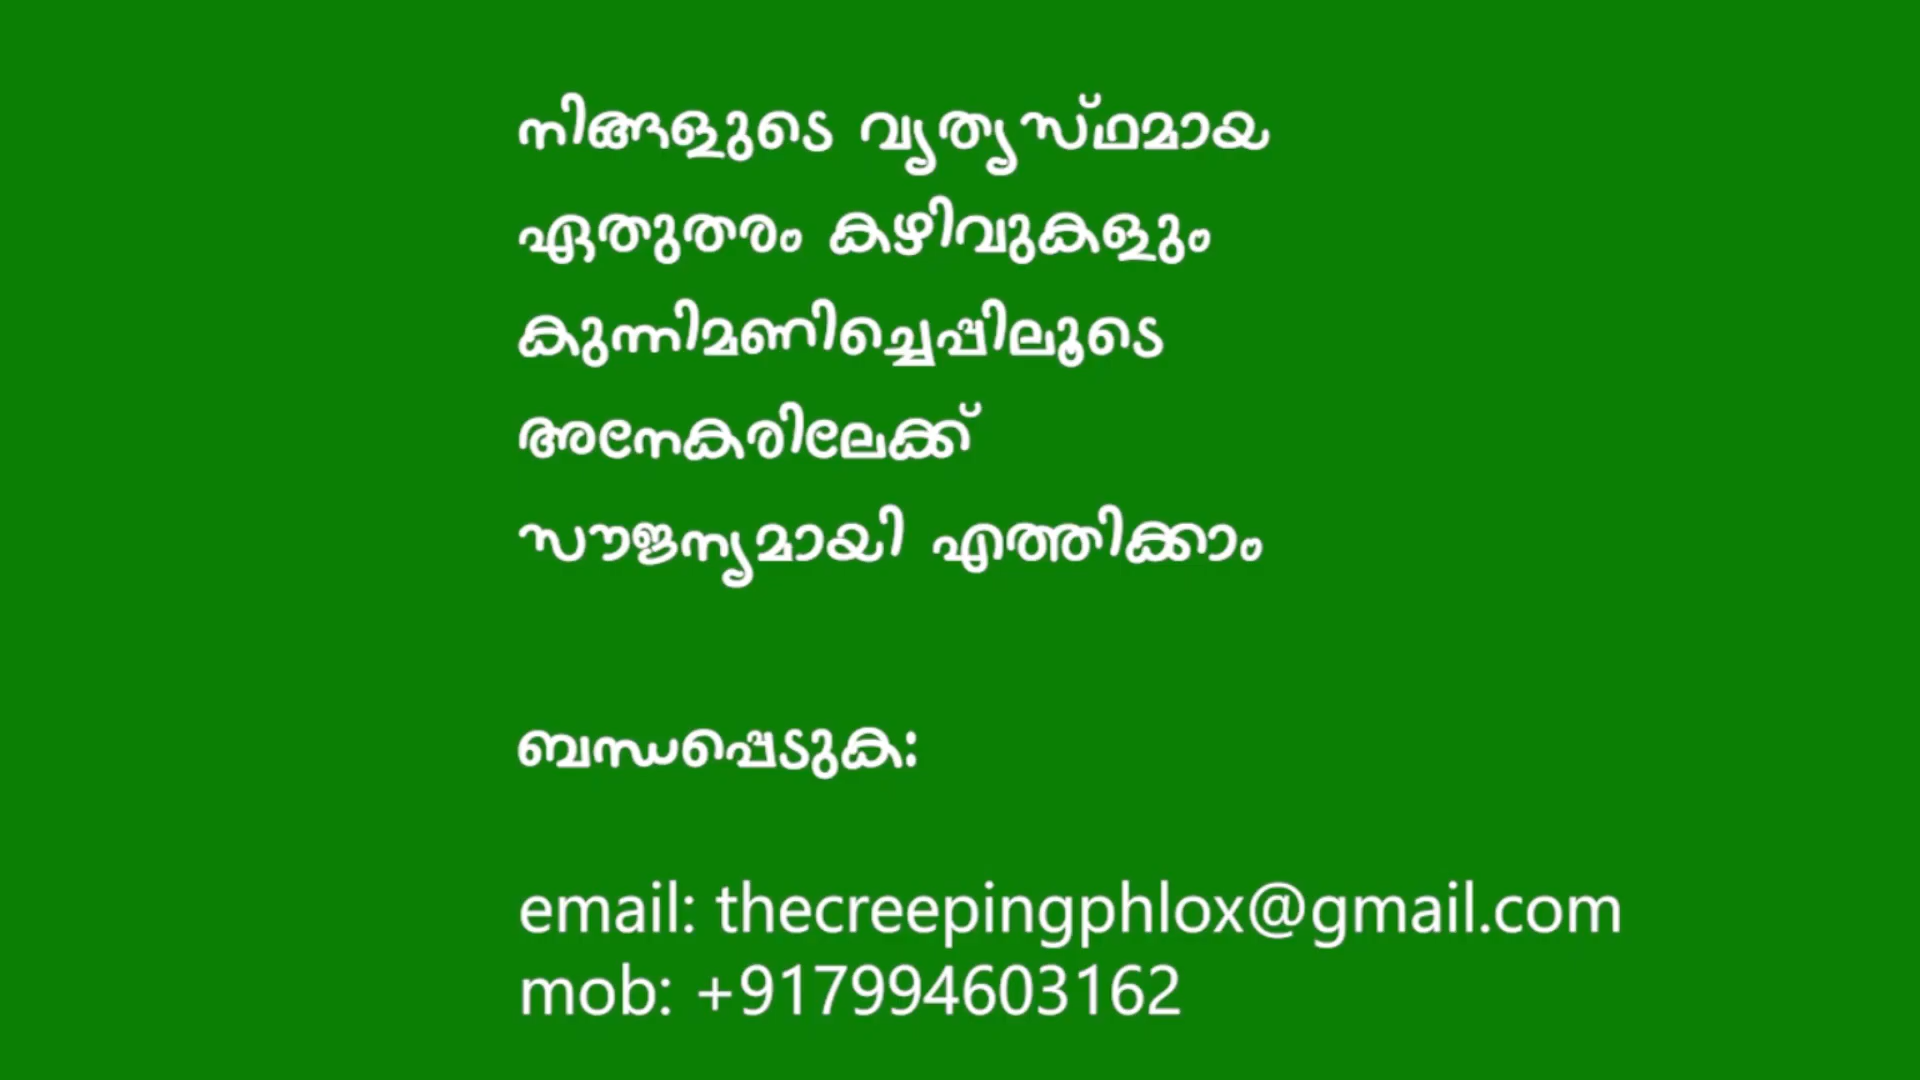 നിങ്ങളുടെ വ്യത്യസ്ഥമായ
ഏതുതരം കഴിവുകളും
കുന്നിമണിച്ചെപ്പിലൂടെ
അനേകരിലേക്ക്
സൗജന്യമായി എത്തിക്കാം
ബന്ധപ്പെടുക:
email: thecreepingphlox@gmail.com
mob: +917994603162